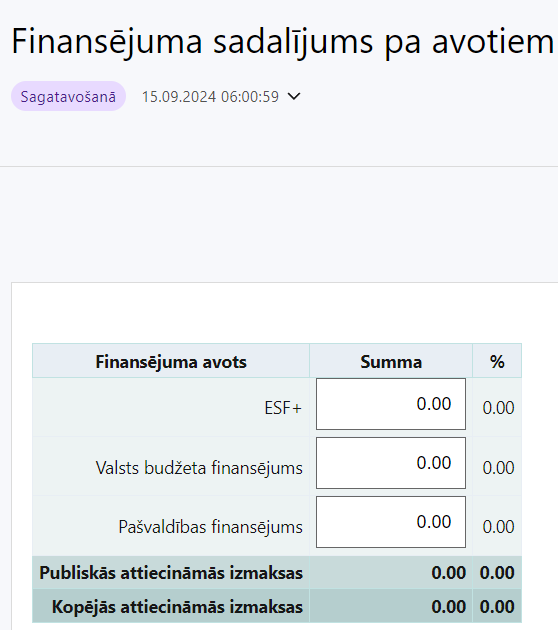 Finansējuma sadalījums pa avotiem
Sagatavošanā 15.09.2024 06:00:59
Finansējuma avots Summa %
ESF+ 0.00 0.00
Valsts budžeta finansējums 0.00 0.00
Pašvaldības finansējums 0.00 0.00
Publiskās attiecināmās izmaksas 0.00 0.00
Kopējās attiecināmās izmaksas 0.00 0.00